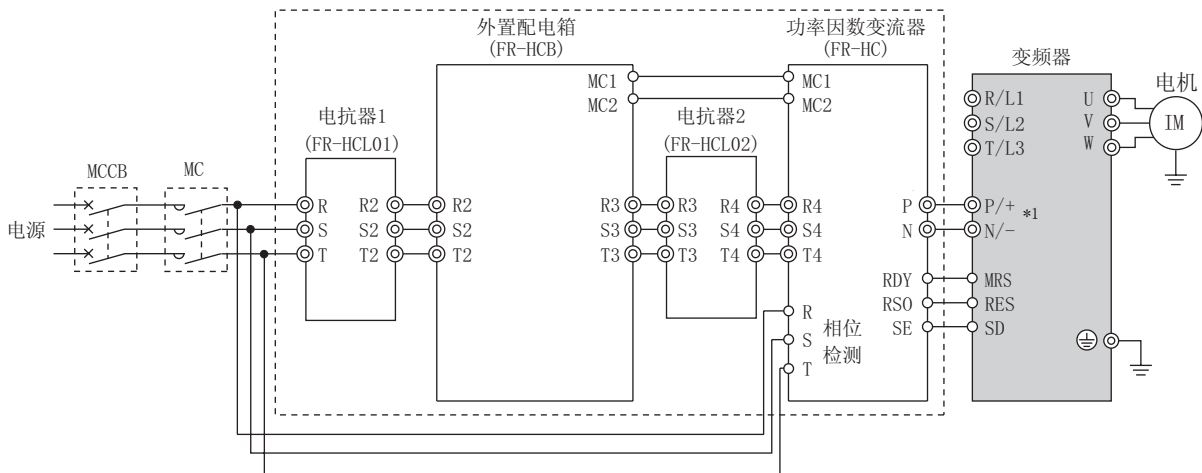 外置配电箱
(FR-HCB)
功率因数变流器
(FR-HC)
变频器
电机
MC1
MC2
MC1
MC2
电抗器1
(FR-HCL01)
电抗器2
(FR-HCL02)
R/L1
S/L2
T/L3
U
V
W
IM
MCCB
MC
电源
R
S
T
R2
S2
T2
R2
S2
T2
R3
S3
T3
R3
S3
T3
R4
S4
T4
R4
S4
T4
P
N
P/+
N/-
*1
RDY
RSO
SE
MRS
RES
SD
R
S
T
相位
检测